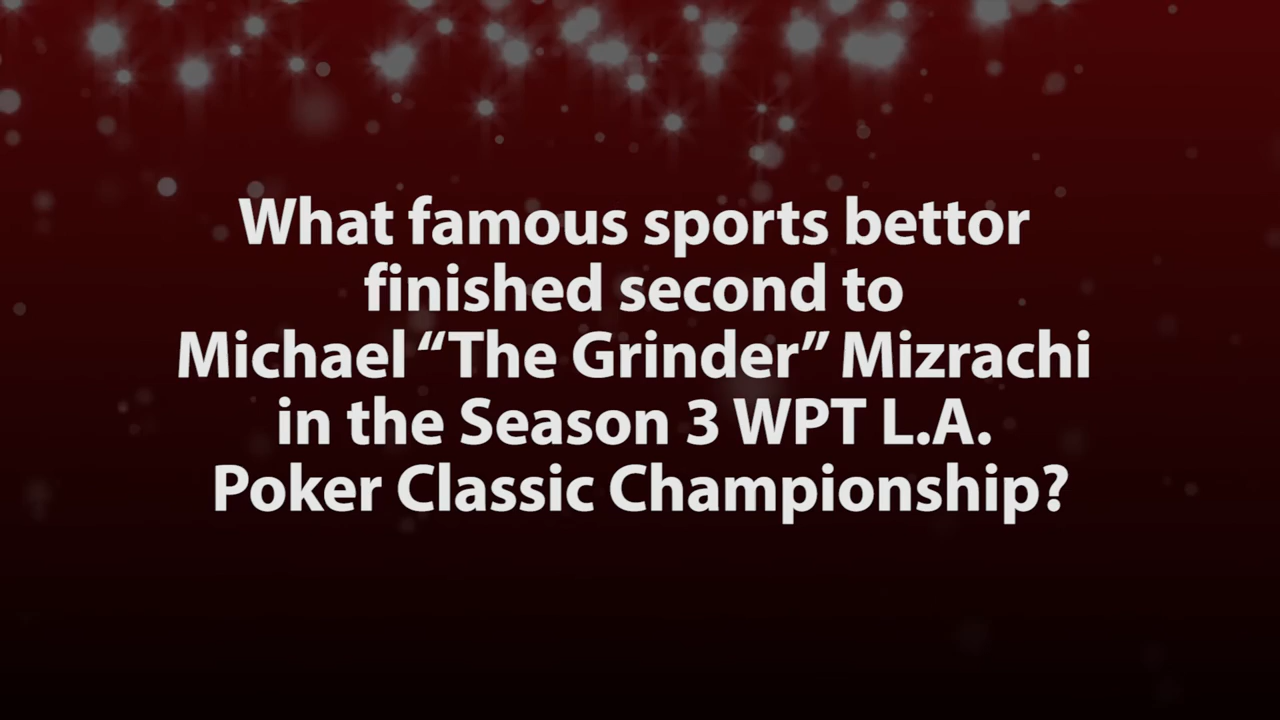 What famous sports bettor
finished second to
Michael “The Grinder” Mizrachi
in the Season 3 WPT L.A.
Poker Classic Championship?